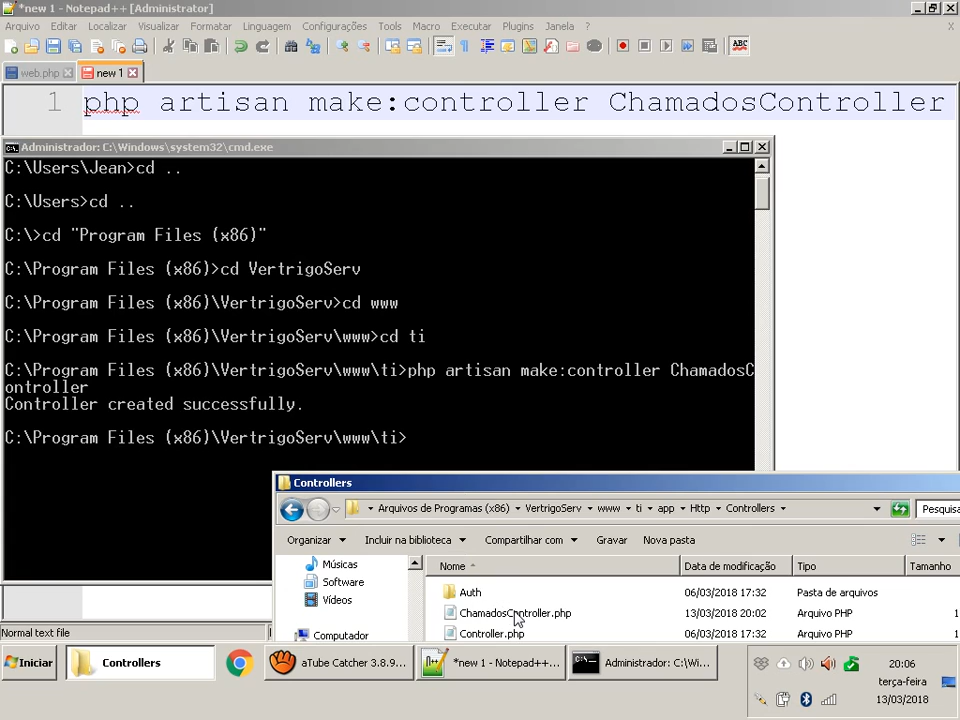 *new 1 - Notepad++ [Administrator]
Arquivo Editar Localizar Visualizar Formatar Linguagem Configurações Tools Macro Executar Plugins Janela ? X
ABC
web.php new 1
1 php artisan make:controller ChamadosController
Administrador: C:\Windows\system32\cmd.exe
C:\Users\Jean>cd ..
C:\Users>cd ..
C:\>cd "Program Files (x86)"
C:\Program Files (x86)>cd VertrigoServ
C:\Program Files (x86)\VertrigoServ>cd www
C:\Program Files (x86)\VertrigoServ\www>cd ti
C:\Program Files (x86)\VertrigoServ\www\ti>php artisan make:controller ChamadosC
ontroller
Controller created successfully.
C:\Program Files (x86)\VertrigoServ\www\ti>
Controllers
Arquivos de Programas (x86) VertrigoServ www ti app Http Controllers Pesquisa
Organizar Incluir na biblioteca Compartilhar com Gravar Nova pasta
Músicas
Software
Vídeos
Computador
Nome Data de modificação Tipo Tamanho
Auth 06/03/2018 17:32 Pasta de arquivos
ChamadosController.php 13/03/2018 20:02 Arquivo PHP 1
Controller.php 06/03/2018 17:32 Arquivo PHP 1
Normal text file
Iniciar Controllers aTube Catcher 3.8.9... *new 1 - Notepad++... Administrador: C:\Wi...
20:06
terça-feira
13/03/2018